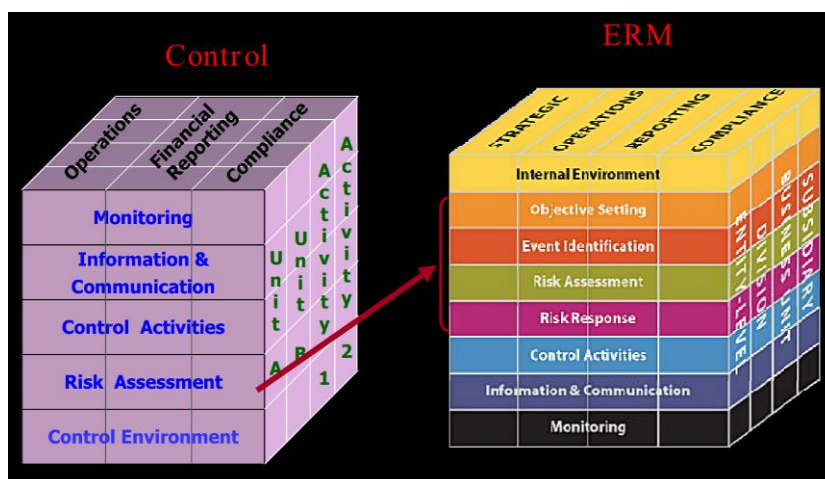 Control
ERM
Operations
Financial
Reporting
Compliance
Monitoring
Information &
Communication
Control Activities
Risk Assessment
Control Environment
Unit A
Unit B
Activity 1
Activity 2
STRATEGIC
OPERATIONS
REPORTING
COMPLIANCE
Internal Environment
Objective Setting
Event Identification
Risk Assessment
Risk Response
Control Activities
Information & Communication
Monitoring
ENTITY-LEVEL
DIVISION
BUSINESS UNIT
SUBSIDIARY